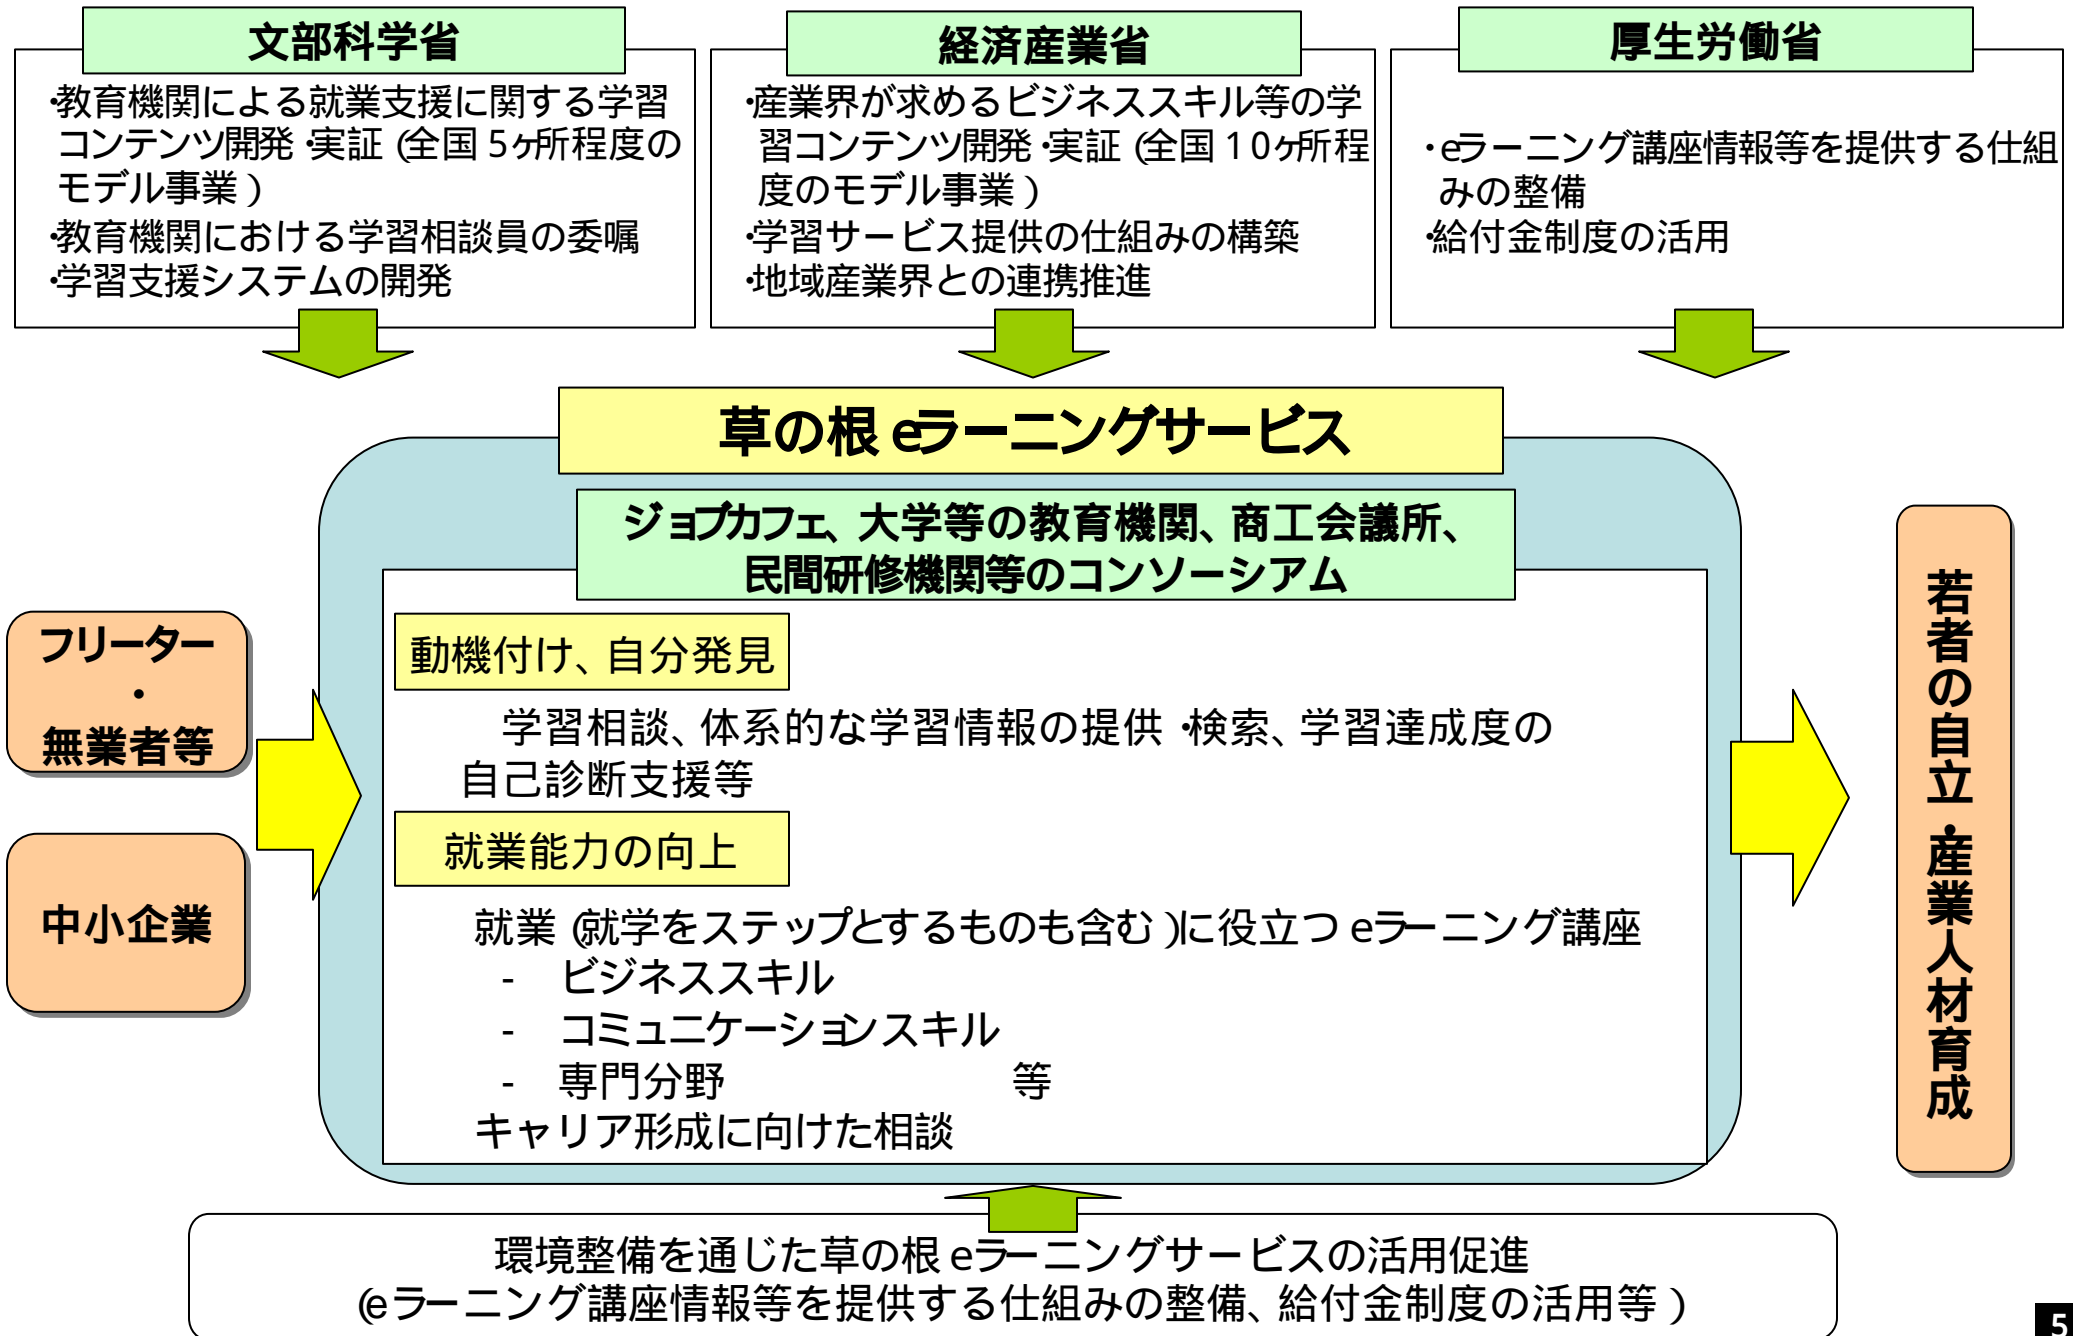 文部科学省
・教育機関による就業支援に関する学習
コンテンツ開発・実証(全国5ヶ所程度の
モデル事業)
・教育機関における学習相談員の委嘱
・学習支援システムの開発
経済産業省
・産業界が求めるビジネススキル等の学
習コンテンツ開発・実証(全国10ヶ所程
度のモデル事業)
・学習サービス提供の仕組みの構築
・地域産業界との連携推進
厚生労働省
・eラーニング講座情報等を提供する仕組
みの整備
・給付金制度の活用
草の根eラーニングサービス
ジョブカフェ、大学等の教育機関、商工会議所、
民間研修機関等のコンソーシアム
フリーター
・
無業者等
中小企業
動機付け、自分発見
学習相談、体系的な学習情報の提供・検索、学習達成度の
自己診断支援等
就業能力の向上
就業(就学をステップとするものも含む)に役立つeラーニング講座
- ビジネススキル
- コミュニケーションスキル
- 専門分野 等
キャリア形成に向けた相談
若者の自立・産業人材育成
環境整備を通じた草の根eラーニングサービスの活用促進
(eラーニング講座情報等を提供する仕組みの整備、給付金制度の活用等)
5